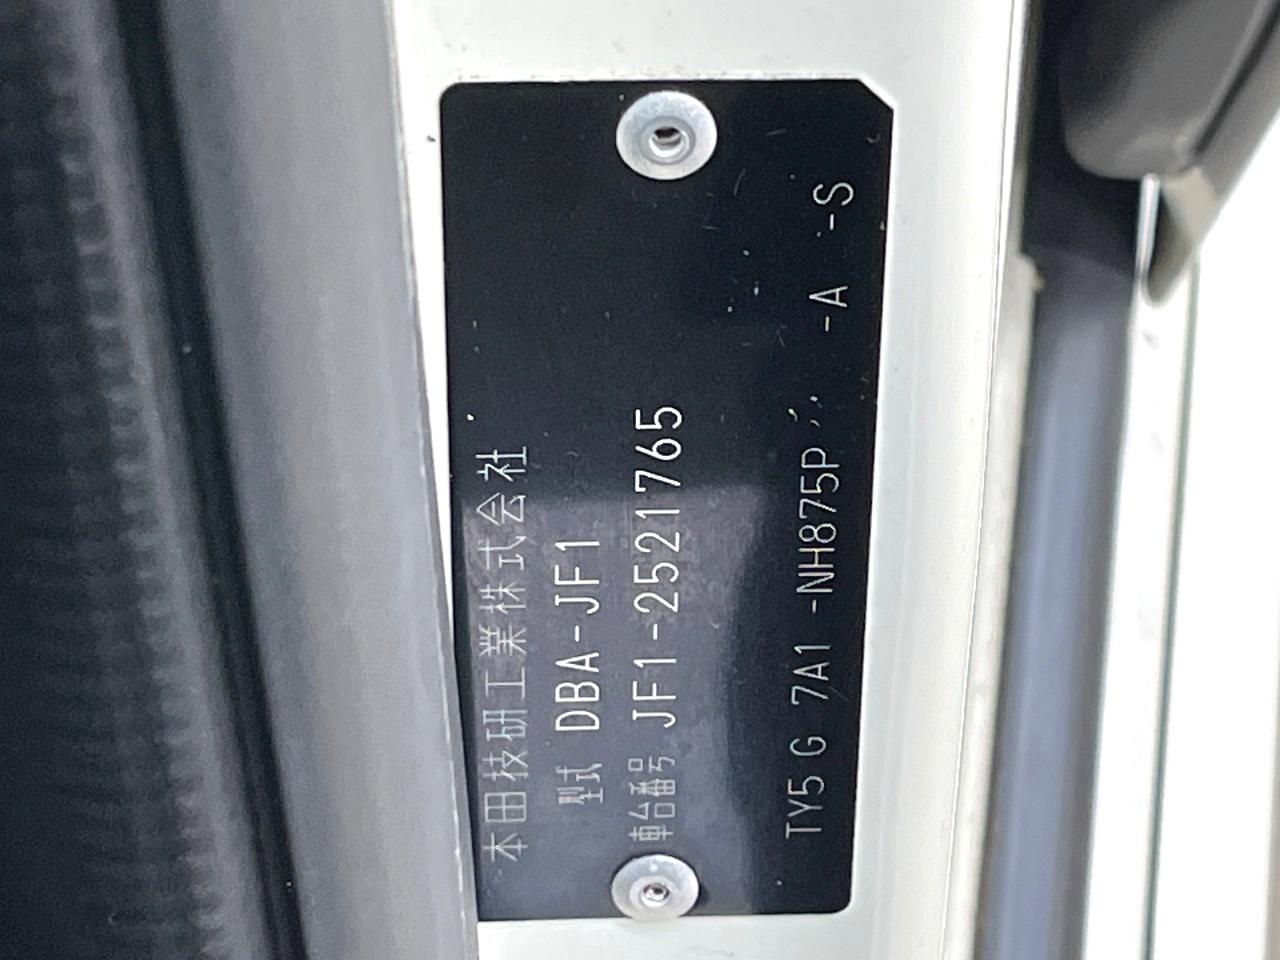 本田技研工業株式会社
型式 DBA-JF1
車台番号 JF1-2521765
TY5 G 7A1 -NH875P -A -S